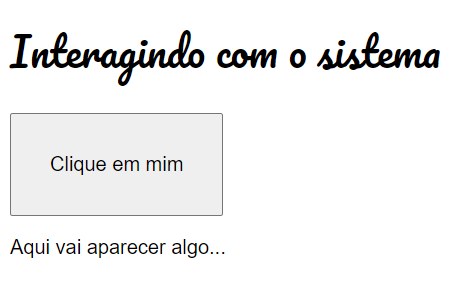 Interagindo com o sistema
Clique em mim
Aqui vai aparecer algo...